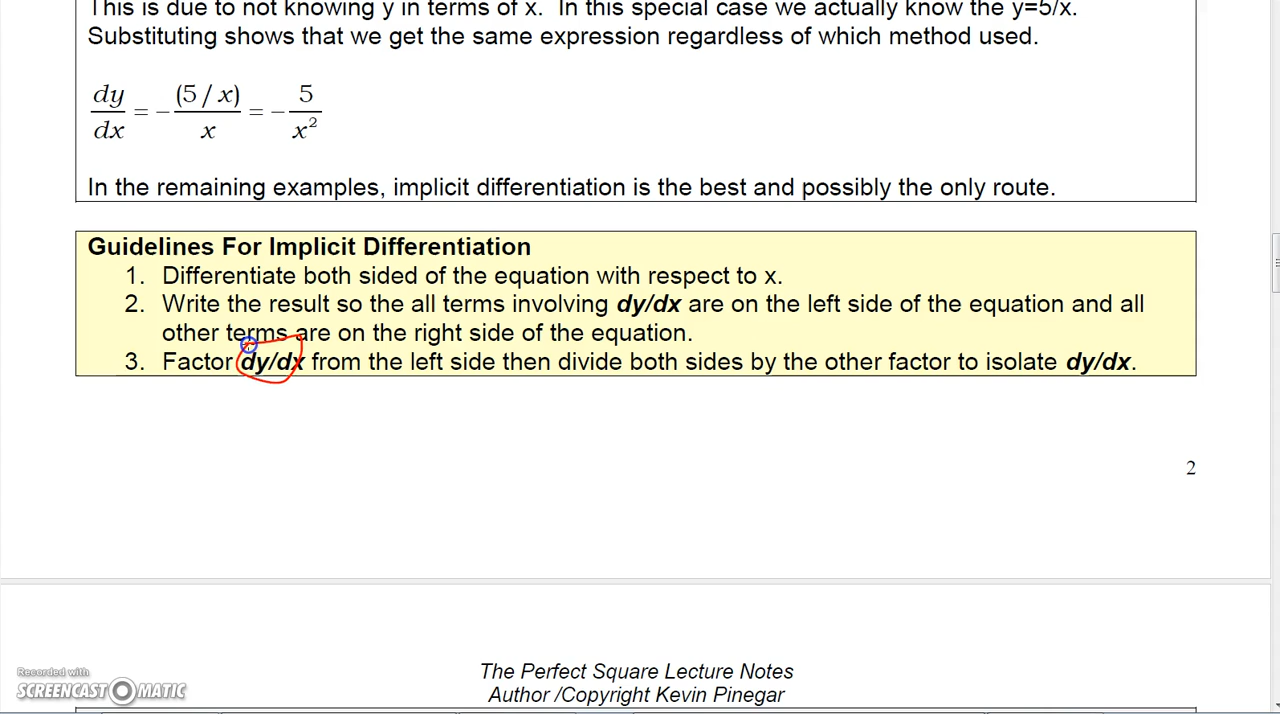 This is due to not knowing y in terms of x. In this special case we actually know the y=5/x.
Substituting shows that we get the same expression regardless of which method used.
dy/dx = -(5/x)/x = -5/x²
In the remaining examples, implicit differentiation is the best and possibly the only route.
Guidelines For Implicit Differentiation
1. Differentiate both sided of the equation with respect to x.
2. Write the result so the all terms involving dy/dx are on the left side of the equation and all
other terms are on the right side of the equation.
3. Factor dy/dx from the left side then divide both sides by the other factor to isolate dy/dx.
2
The Perfect Square Lecture Notes
Author /Copyright Kevin Pinegar
Recorded with
SCREENCAST-O-MATIC